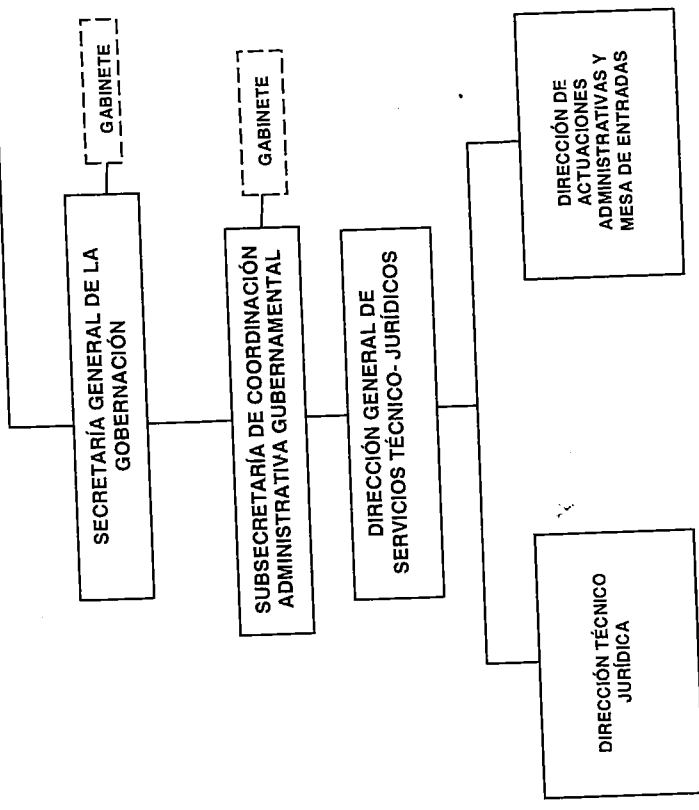 SECRETARÍA GENERAL DE LA
GOBERNACIÓN
GABINETE
SUBSECRETARÍA DE COORDINACIÓN
ADMINISTRATIVA GUBERNAMENTAL
GABINETE
DIRECCIÓN GENERAL DE
SERVICIOS TÉCNICO- JURÍDICOS
DIRECCIÓN TÉCNICO
JURÍDICA
DIRECCIÓN DE
ACTUACIONES
ADMINISTRATIVAS Y
MESA DE ENTRADAS